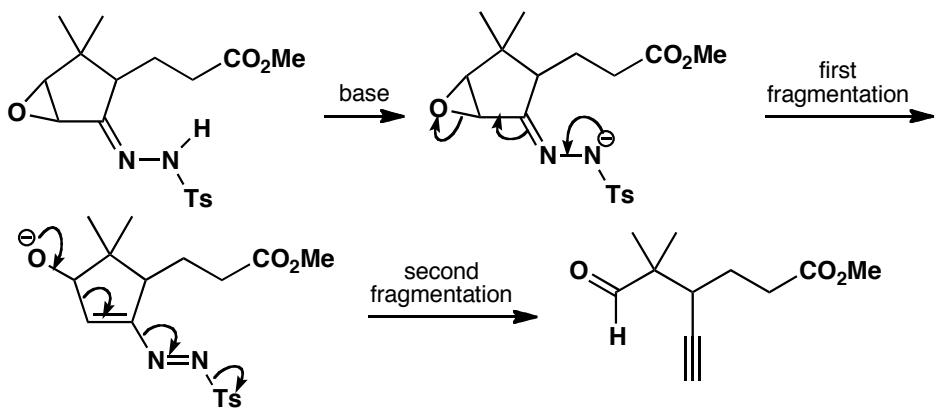 CO2Me
O
H
N
N
Ts
base
CO2Me
O
N
N
⊖
Ts
first
fragmentation
⊖
O
CO2Me
N
N
Ts
second
fragmentation
O
H
CO2Me